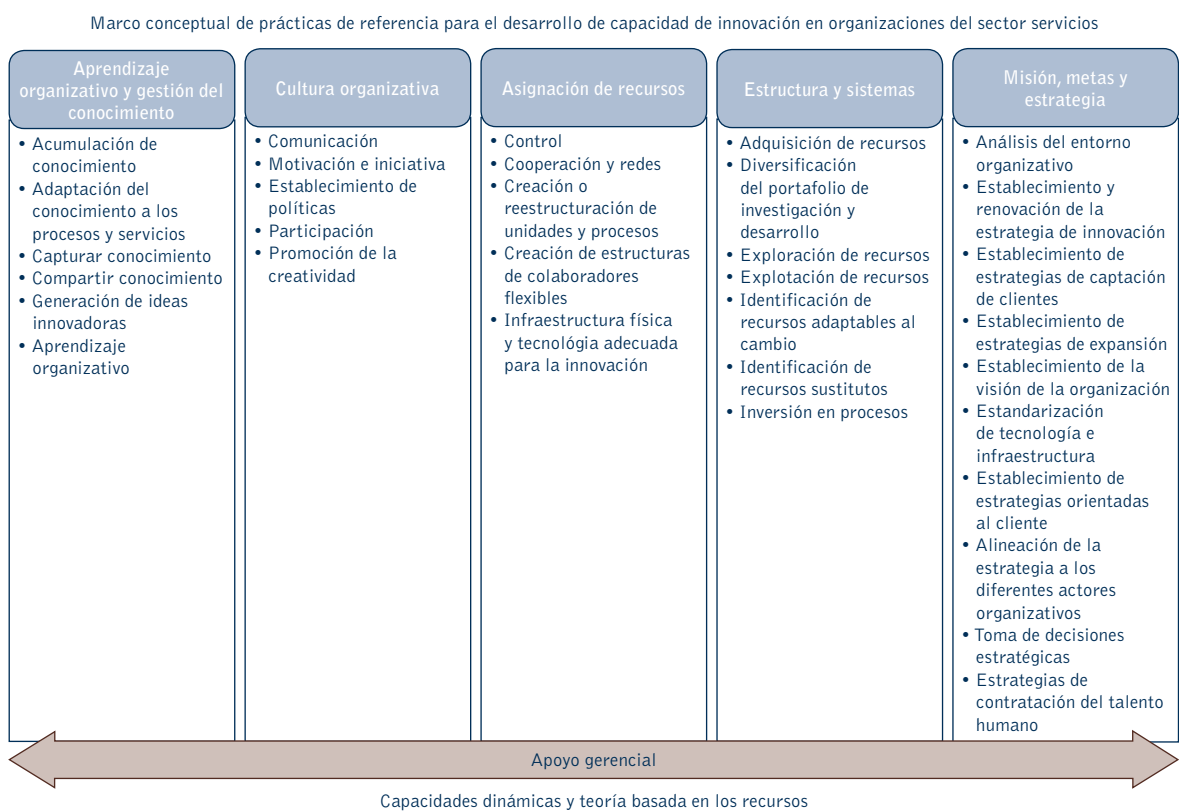 Marco conceptual de prácticas de referencia para el desarrollo de capacidad de innovación en organizaciones del sector servicios
Aprendizaje
organizativo y gestión del
conocimiento
• Acumulación de
conocimiento
• Adaptación del
conocimiento a los
procesos y servicios
• Capturar conocimiento
• Compartir conocimiento
• Generación de ideas
innovadoras
• Aprendizaje
organizativo
Cultura organizativa
• Comunicación
• Motivación e iniciativa
• Establecimiento de
políticas
• Participación
• Promoción de la
creatividad
Asignación de recursos
• Control
• Cooperación y redes
• Creación o
reestructuración de
unidades y procesos
• Creación de estructuras
de colaboradores
flexibles
• Infraestructura física
y tecnológia adecuada
para la innovación
Estructura y sistemas
• Adquisición de recursos
• Diversificación
del portafolio de
investigación y
desarrollo
• Exploración de recursos
• Explotación de recursos
• Identificación de
recursos adaptables al
cambio
• Identificación de
recursos sustitutos
• Inversión en procesos
Misión, metas y
estrategia
• Análisis del entorno
organizativo
• Establecimiento y
renovación de la
estrategia de innovación
• Establecimiento de
estrategias de captación
de clientes
• Establecimiento de
estrategias de expansión
• Establecimiento de la
visión de la organización
• Estandarización
de tecnología e
infraestructura
• Establecimiento de
estrategias orientadas
al cliente
• Alineación de la
estrategia a los
diferentes actores
organizativos
• Toma de decisiones
estratégicas
• Estrategias de
contratación del talento
humano
Apoyo gerencial
Capacidades dinámicas y teoría basada en los recursos